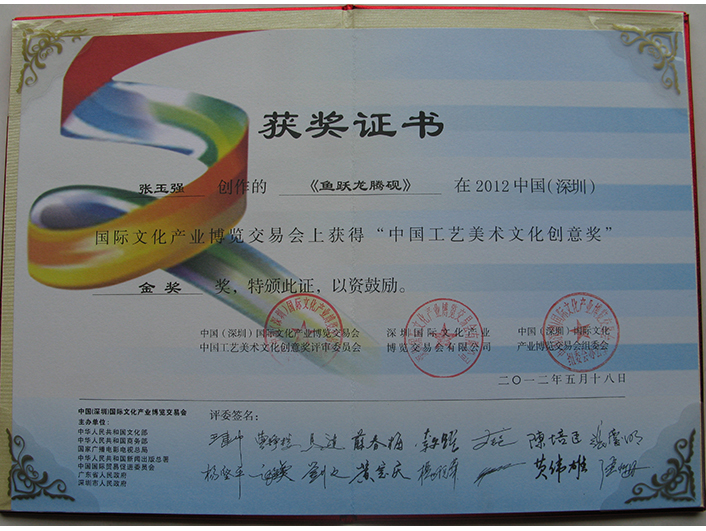 获奖证书
张玉强 创作的 《鱼跃龙腾砚》 在2012中国(深圳)
国际文化产业博览交易会上获得“中国工艺美术文化创意奖”
金奖 奖，特颁此证，以资鼓励。
中国（深圳）国际文化产业博览交易会 深圳国际文化产业 中国（深圳）国际文化
中国工艺美术文化创意奖评审委员会 博览交易会有限公司 产业博览交易会组委会
二〇一二年五月十八日
中国(深圳)国际文化产业博览交易会
主办单位:
中华人民共和国文化部
中华人民共和国商务部
国家广播电影电视总局
中华人民共和国新闻出版总署
中国国际贸易促进委员会
广东省人民政府
深圳市人民政府
评委签名:
薛春梅 陈培臣
黄伟雄